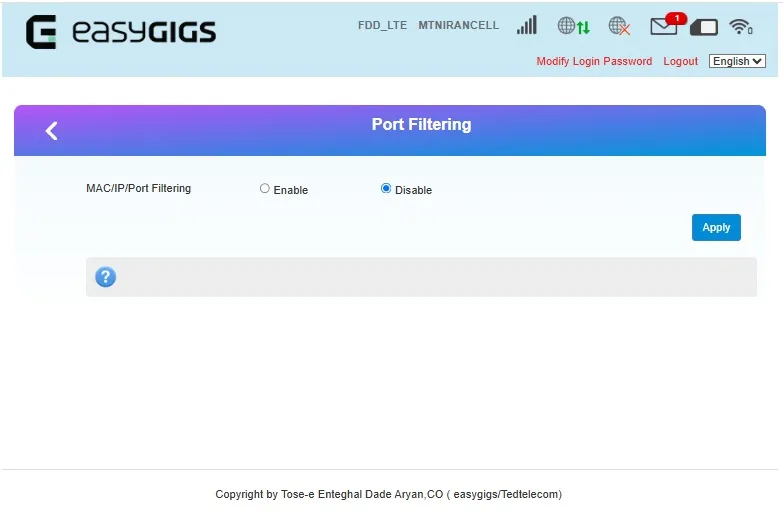 easyGIGS
FDD_LTE MTNIRANCELL 1 0
Modify Login Password Logout English
Port Filtering
MAC/IP/Port Filtering Enable Disable
Apply
?
Copyright by Tose-e Enteghal Dade Aryan,CO ( easygigs/Tedtelecom)